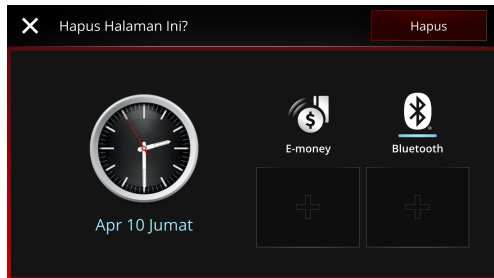 Hapus Halaman Ini?
Hapus
E-money
Bluetooth
Apr 10 Jumat